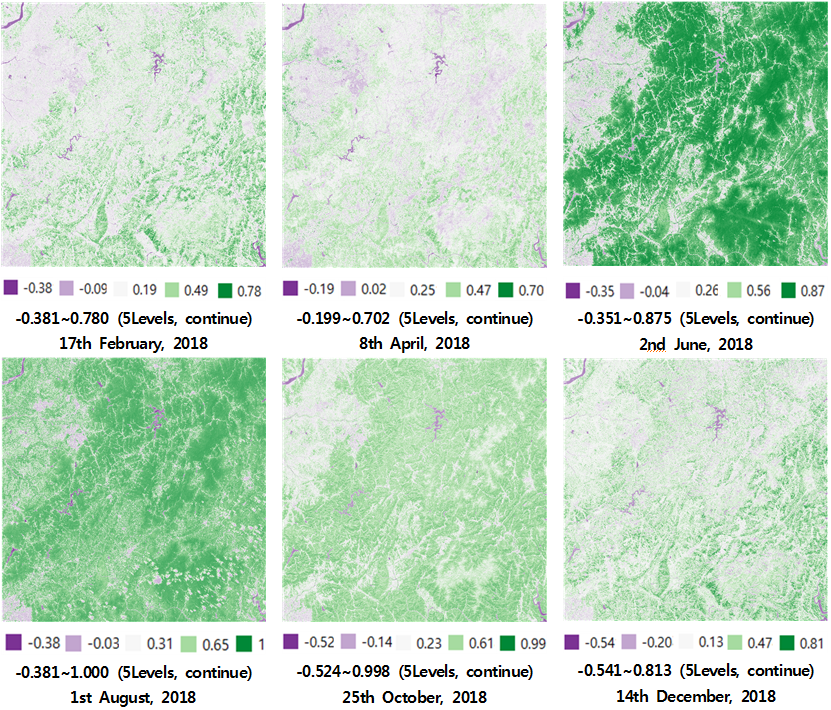 -0.38 -0.09 0.19 0.49 0.78
-0.381~0.780 (5Levels, continue)
17th February, 2018
-0.19 0.02 0.25 0.47 0.70
-0.199~0.702 (5Levels, continue)
8th April, 2018
-0.35 -0.04 0.26 0.56 0.87
-0.351~0.875 (5Levels, continue)
2nd June, 2018
-0.38 -0.03 0.31 0.65 1
-0.381~1.000 (5Levels, continue)
1st August, 2018
-0.52 -0.14 0.23 0.61 0.99
-0.524~0.998 (5Levels, continue)
25th October, 2018
-0.54 -0.20 0.13 0.47 0.81
-0.541~0.813 (5Levels, continue)
14th December, 2018